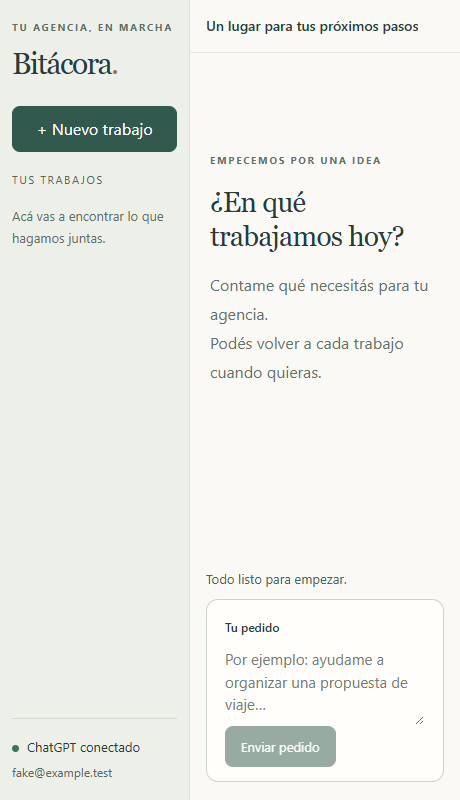 TU AGENCIA, EN MARCHA
Bitácora.
+ Nuevo trabajo
TUS TRABAJOS
Acá vas a encontrar lo que
hagamos juntas.
ChatGPT conectado
fake@example.test
Un lugar para tus próximos pasos
EMPECEMOS POR UNA IDEA
¿En qué
trabajamos hoy?
Contame qué necesitás para tu
agencia.
Podés volver a cada trabajo
cuando quieras.
Todo listo para empezar.
Tu pedido
Por ejemplo: ayudame a
organizar una propuesta de
viaje...
Enviar pedido